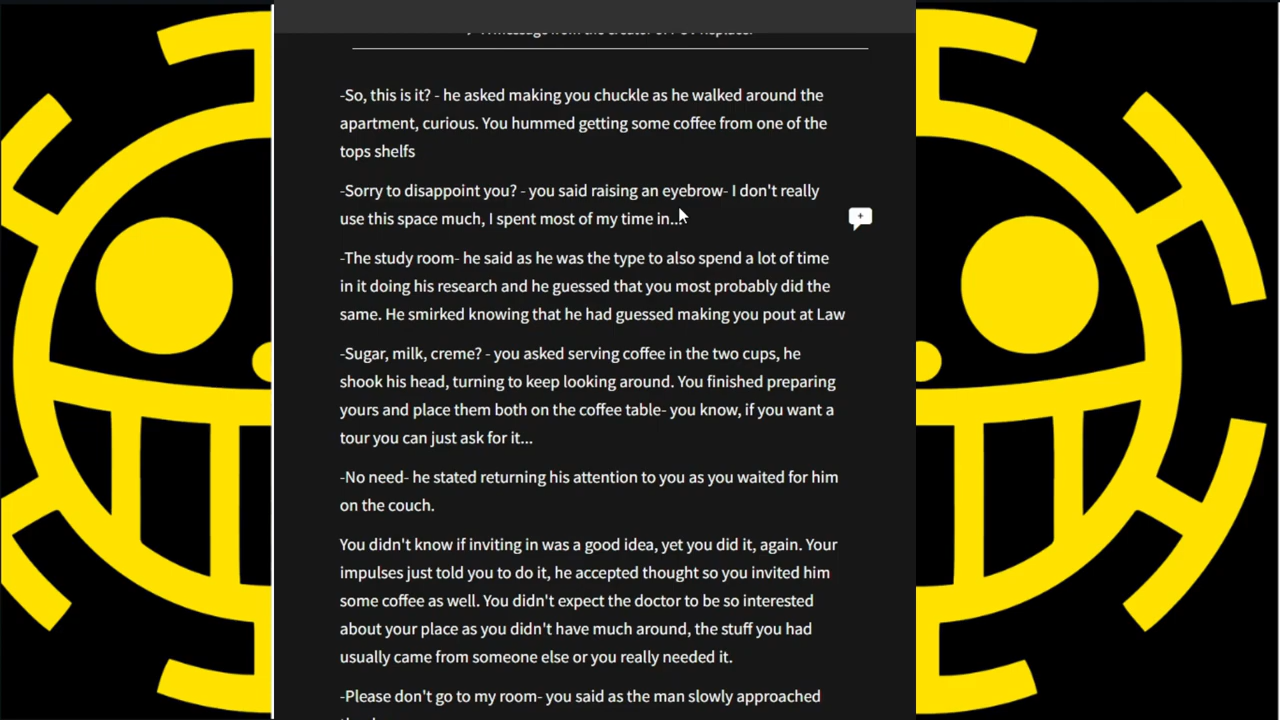 -So, this is it? - he asked making you chuckle as he walked around the
apartment, curious. You hummed getting some coffee from one of the
tops shelfs
-Sorry to disappoint you? - you said raising an eyebrow- I don't really
use this space much, I spent most of my time in...
-The study room- he said as he was the type to also spend a lot of time
in it doing his research and he guessed that you most probably did the
same. He smirked knowing that he had guessed making you pout at Law
-Sugar, milk, creme? - you asked serving coffee in the two cups, he
shook his head, turning to keep looking around. You finished preparing
yours and place them both on the coffee table- you know, if you want a
tour you can just ask for it...
-No need- he stated returning his attention to you as you waited for him
on the couch.
You didn't know if inviting in was a good idea, yet you did it, again. Your
impulses just told you to do it, he accepted thought so you invited him
some coffee as well. You didn't expect the doctor to be so interested
about your place as you didn't have much around, the stuff you had
usually came from someone else or you really needed it.
-Please don't go to my room- you said as the man slowly approached